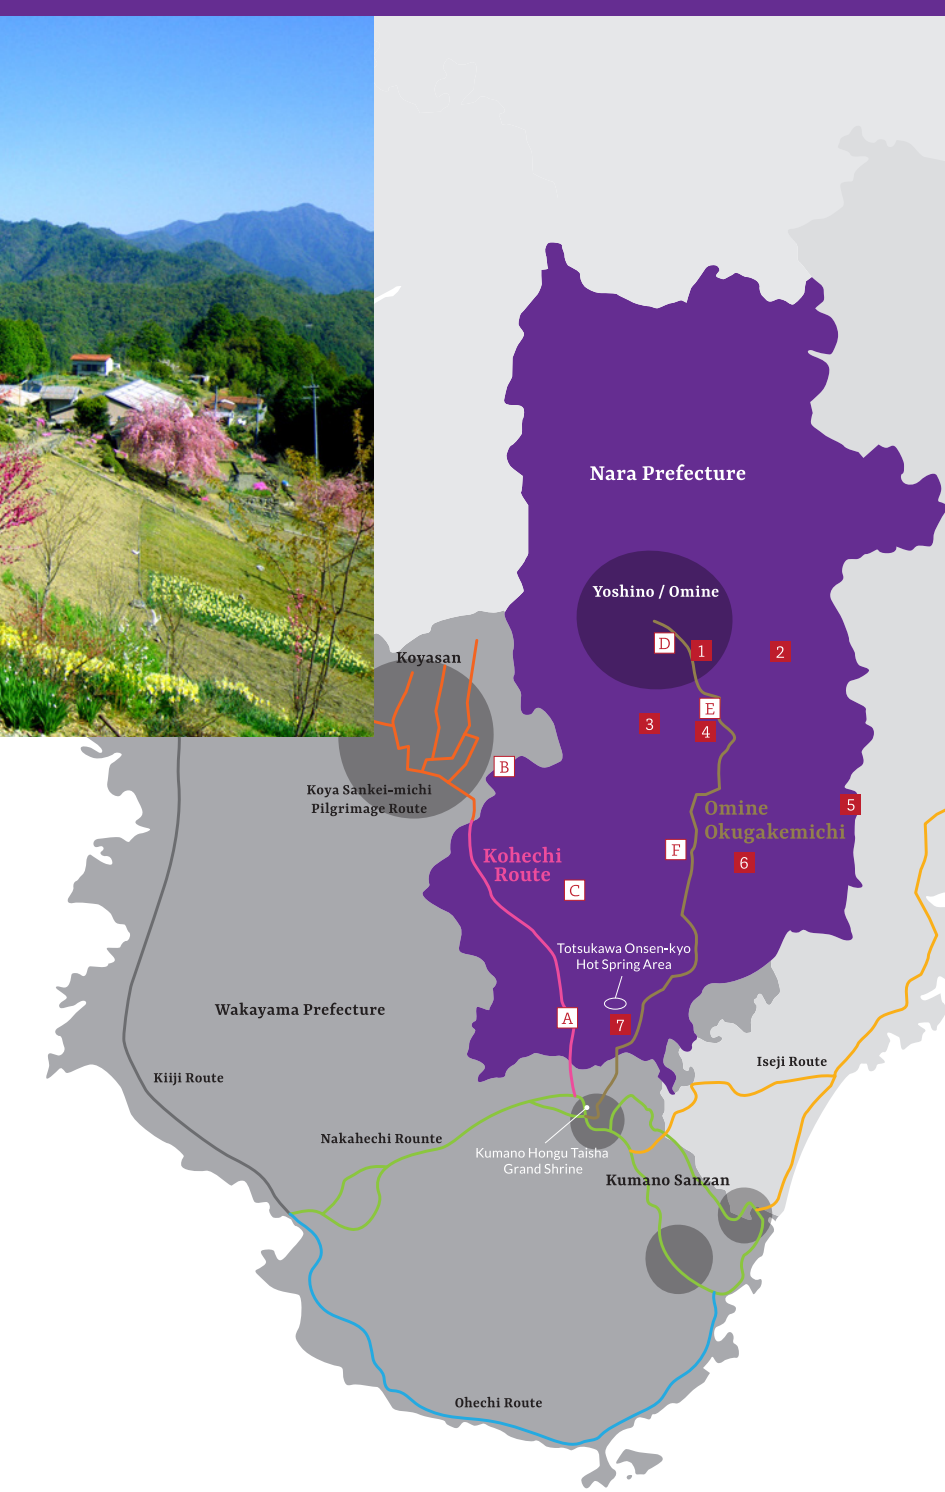 Nara Prefecture
Yoshino / Omine
D
1
2
Koyasan
E
3
4
B
Koya Sankei-michi
Pilgrimage Route
5
Omine
Okugakemichi
F
6
Kohechi
Route
C
Totsukawa Onsen-kyo
Hot Spring Area
Wakayama Prefecture
A
7
Iseji Route
Kiiji Route
Nakahechi Rounte
Kumano Hongu Taisha
Grand Shrine
Kumano Sanzan
Ohechi Route